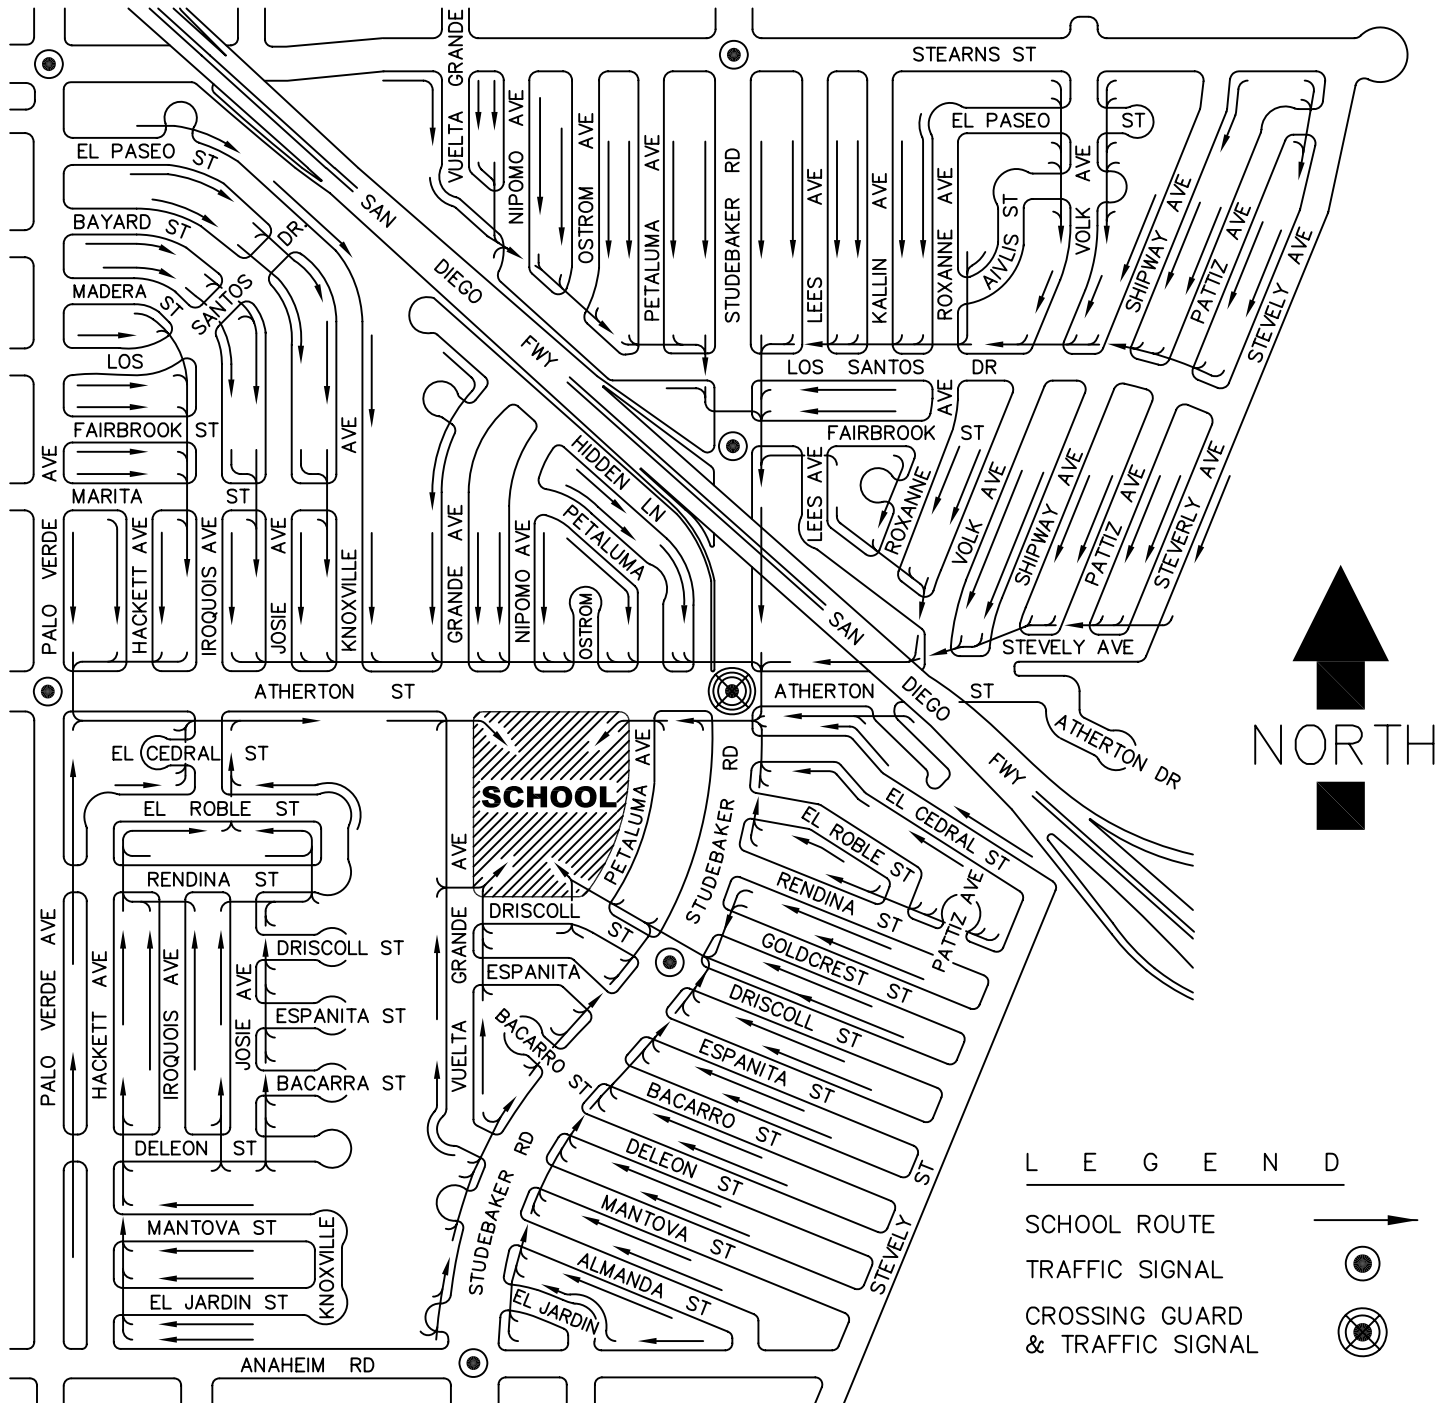 STEARNS ST
VUELTA GRANDE
NIPOMO AVE
OSTROM AVE
PETALUMA AVE
STUDEBAKER RD
LEES AVE
KALLIN AVE
ROXANNE AVE
EL PASEO ST
AIVLIS ST
VOLK AVE
SHIPWAY AVE
PATTIZ AVE
STEVELY AVE
EL PASEO ST
BAYARD ST
MADERA ST
LOS SANTOS DR.
FAIRBROOK ST
MARITA ST
SAN DIEGO FWY
LOS SANTOS DR
FAIRBROOK ST
LEES AVE
ROXANNE AVE
VOLK AVE
SHIPWAY AVE
PATTIZ AVE
STEVERLY AVE
STEVELY AVE
PALO VERDE AVE
HACKETT AVE
IROQUOIS AVE
JOSIE AVE
KNOXVILLE AVE
GRANDE AVE
NIPOMO AVE
HIDDEN LN
PETALUMA
OSTROM
SAN DIEGO FWY
ATHERTON ST
ATHERTON ST
ATHERTON DR
NORTH
EL CEDRAL ST
EL ROBLE ST
RENDINA ST
SCHOOL
PETALUMA AVE
STUDEBAKER RD
EL CEDRAL ST
EL ROBLE ST
RENDINA ST
PATTIZ AVE
GOLDCREST ST
DRISCOLL ST
ESPANITA ST
BACARRO ST
DELEON ST
MANTOVA ST
ALMANDA ST
EL JARDIN
STEVELY ST
PALO VERDE AVE
HACKETT AVE
IROQUOIS AVE
JOSIE AVE
DRISCOLL ST
ESPANITA ST
BACARRA ST
DELEON ST
MANTOVA ST
KNOXVILLE
EL JARDIN ST
VUELTA GRANDE AVE
DRISCOLL ST
ESPANITA
BACARRO ST
STUDEBAKER RD
ANAHEIM RD
LEGEND
SCHOOL ROUTE
TRAFFIC SIGNAL
CROSSING GUARD
& TRAFFIC SIGNAL